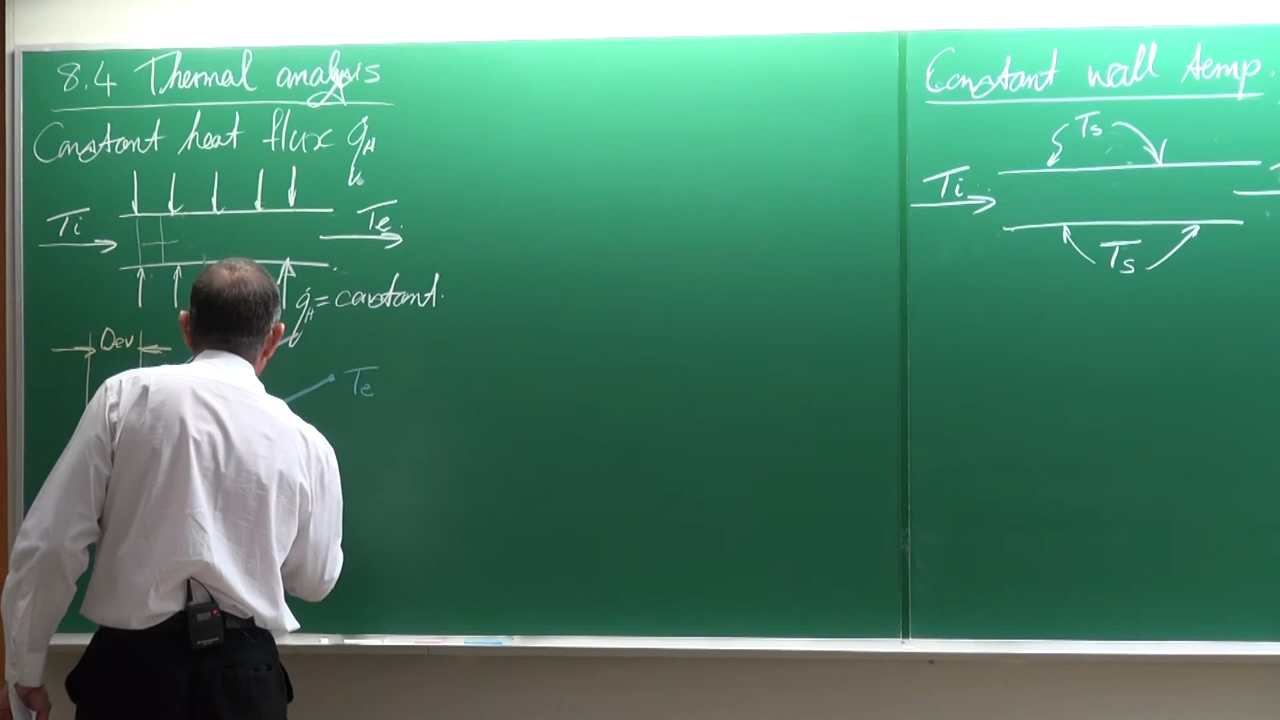 8.4 Thermal analysis
Constant heat flux q̇A
Ti
Te
q̇A = constant.
Dev
Te
Constant wall temp.
Ts
Ti
Ts